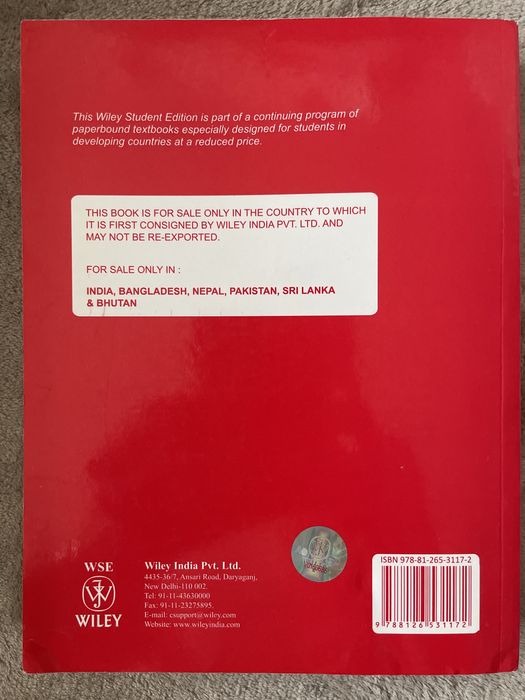 This Wiley Student Edition is part of a continuing program of
paperbound textbooks especially designed for students in
developing countries at a reduced price.
THIS BOOK IS FOR SALE ONLY IN THE COUNTRY TO WHICH
IT IS FIRST CONSIGNED BY WILEY INDIA PVT. LTD. AND
MAY NOT BE RE-EXPORTED.
FOR SALE ONLY IN :
INDIA, BANGLADESH, NEPAL, PAKISTAN, SRI LANKA
& BHUTAN
WSE
WILEY
Wiley India Pvt. Ltd.
4435-36/7, Ansari Road, Daryaganj,
New Delhi-110 002.
Tel: 91-11-43630000
Fax: 91-11-23275895.
E-mail: csupport@wiley.com
Website: www.wileyindia.com
ISBN 978-81-265-3117-2
9 788126 531172